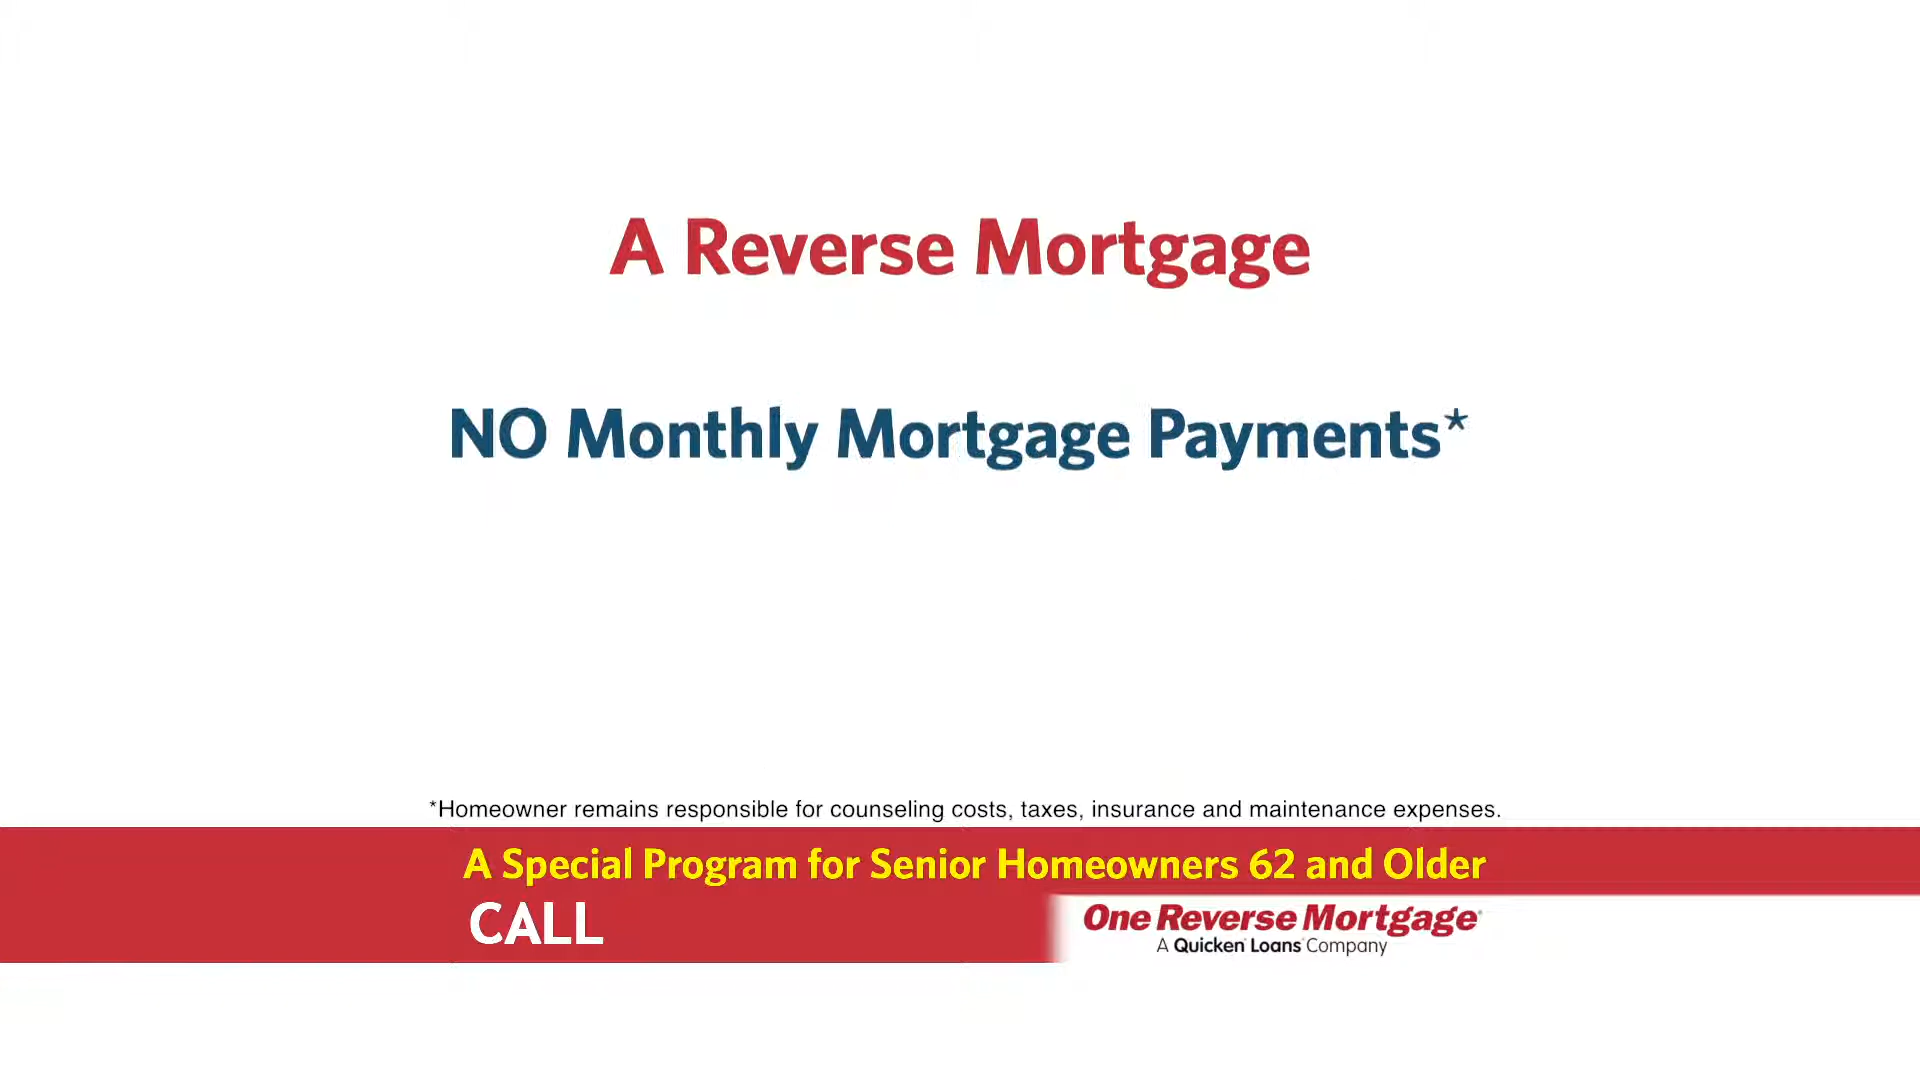 A Reverse Mortgage
NO Monthly Mortgage Payments*
*Homeowner remains responsible for counseling costs, taxes, insurance and maintenance expenses.
A Special Program for Senior Homeowners 62 and Older
CALL
One Reverse Mortgage
A Quicken Loans Company